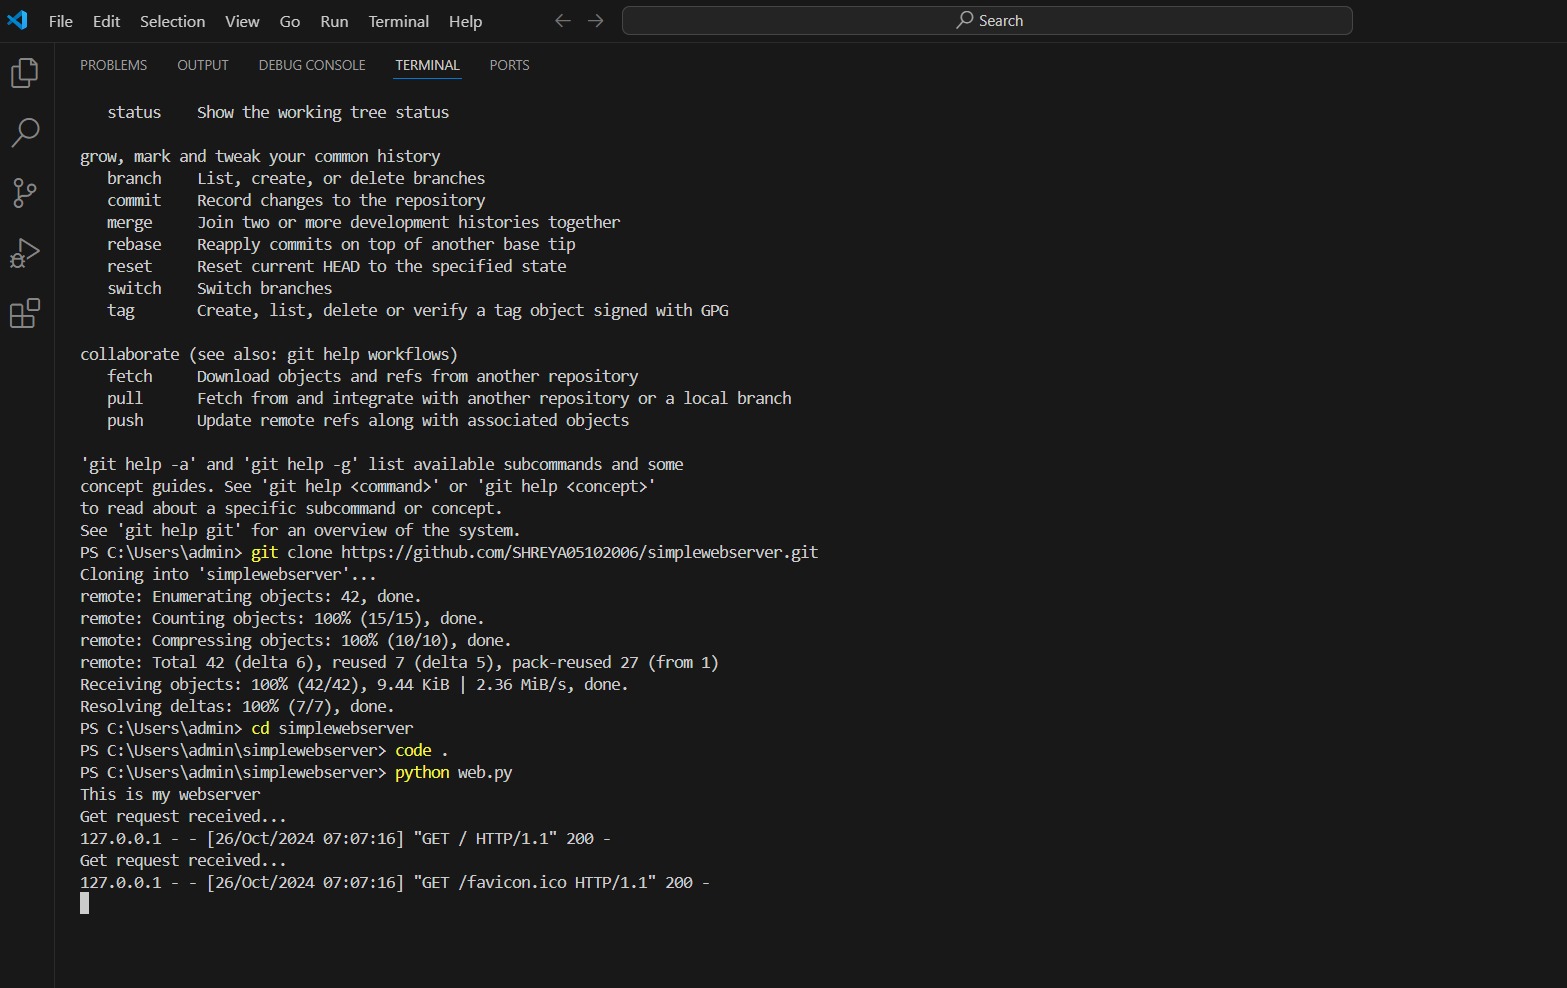 File Edit Selection View Go Run Terminal Help Search
PROBLEMS OUTPUT DEBUG CONSOLE TERMINAL PORTS
status Show the working tree status
grow, mark and tweak your common history
branch List, create, or delete branches
commit Record changes to the repository
merge Join two or more development histories together
rebase Reapply commits on top of another base tip
reset Reset current HEAD to the specified state
switch Switch branches
tag Create, list, delete or verify a tag object signed with GPG
collaborate (see also: git help workflows)
fetch Download objects and refs from another repository
pull Fetch from and integrate with another repository or a local branch
push Update remote refs along with associated objects
'git help -a' and 'git help -g' list available subcommands and some
concept guides. See 'git help <command>' or 'git help <concept>'
to read about a specific subcommand or concept.
See 'git help git' for an overview of the system.
PS C:\Users\admin> git clone https://github.com/SHREYA05102006/simplewebserver.git
Cloning into 'simplewebserver'...
remote: Enumerating objects: 42, done.
remote: Counting objects: 100% (15/15), done.
remote: Compressing objects: 100% (10/10), done.
remote: Total 42 (delta 6), reused 7 (delta 5), pack-reused 27 (from 1)
Receiving objects: 100% (42/42), 9.44 KiB | 2.36 MiB/s, done.
Resolving deltas: 100% (7/7), done.
PS C:\Users\admin> cd simplewebserver
PS C:\Users\admin\simplewebserver> code .
PS C:\Users\admin\simplewebserver> python web.py
This is my webserver
Get request received...
127.0.0.1 - - [26/Oct/2024 07:07:16] "GET / HTTP/1.1" 200 -
Get request received...
127.0.0.1 - - [26/Oct/2024 07:07:16] "GET /favicon.ico HTTP/1.1" 200 -